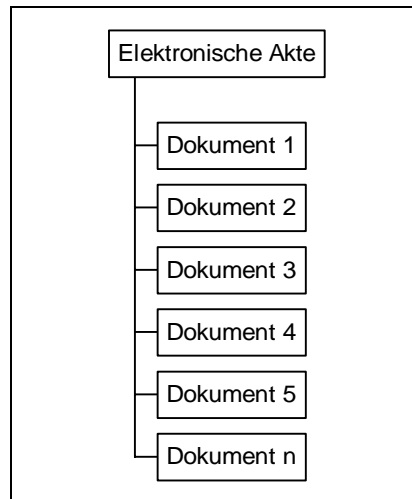 Elektronische Akte
Dokument 1
Dokument 2
Dokument 3
Dokument 4
Dokument 5
Dokument n